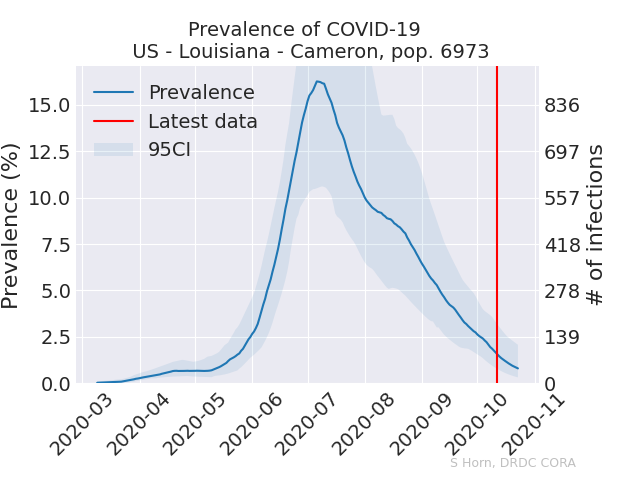 Prevalence of COVID-19
US - Louisiana - Cameron, pop. 6973
Prevalence
Latest data
95CI
Prevalence (%)
15.0
12.5
10.0
7.5
5.0
2.5
0.0
836
697
557
418
278
139
0
# of infections
2020-03
2020-04
2020-05
2020-06
2020-07
2020-08
2020-09
2020-10
2020-11
S Horn, DRDC CORA